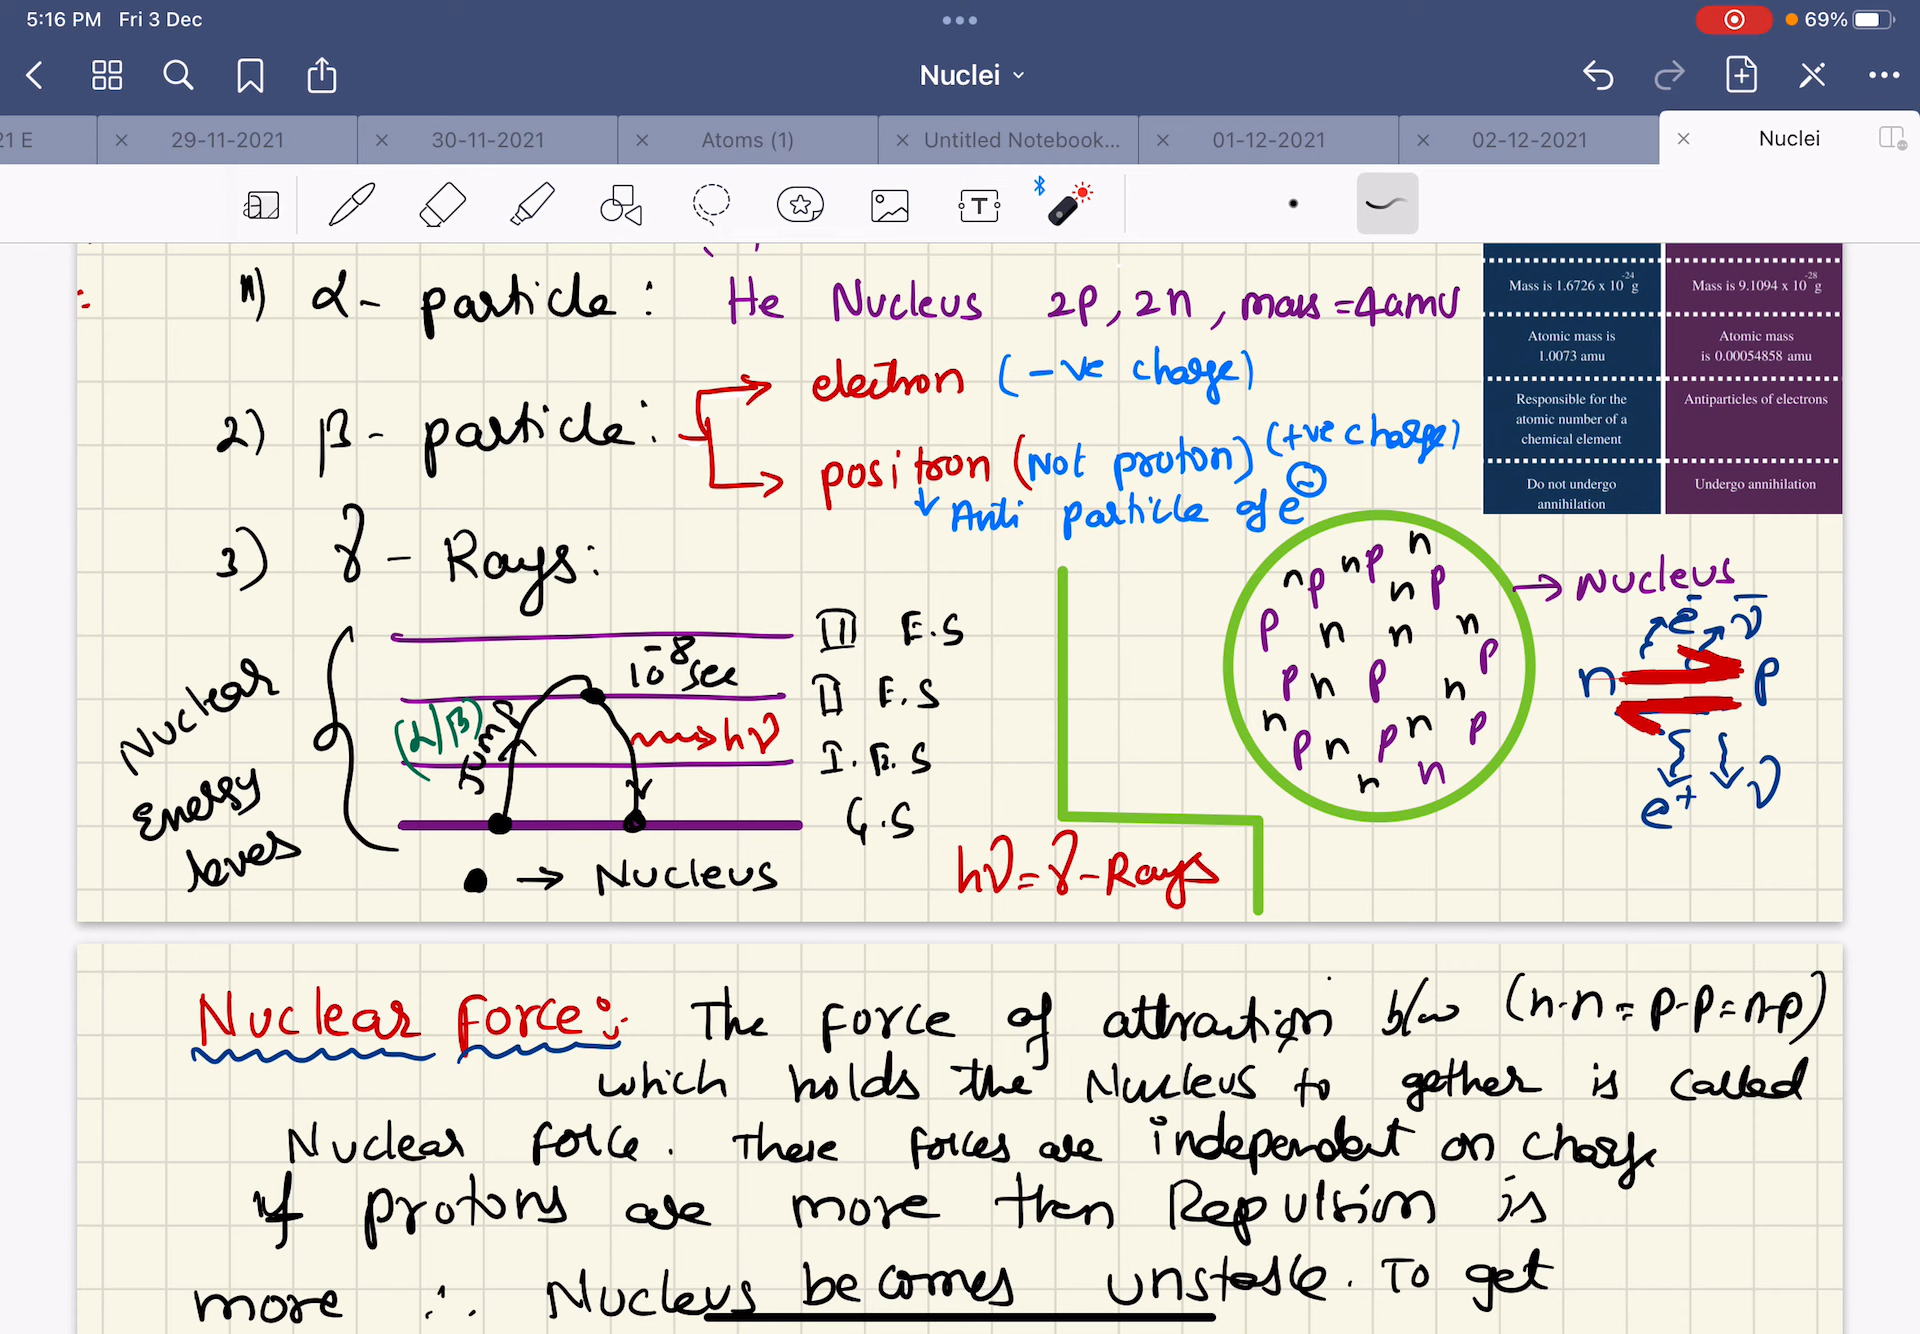 5:16 PM Fri 3 Dec
69%
Nuclei
21 E
29-11-2021
30-11-2021
Atoms (1)
Untitled Notebook...
01-12-2021
02-12-2021
Nuclei
1) α- particle: He Nucleus 2p, 2n, mass = 4amu
2) β- particle:
electron (-ve charge)
positron (Not proton) (+ve charge)
Anti particle of e⊖
3) γ- Rays:
Nuclear
Energy
leves
III E.S
II E.S
I. E.S
G.S
10⁻⁸ sec
(α/β)
Jump
hν
● → Nucleus
hν = γ-Rays
n n p n
p n p
p n n n
p
p n p n
n n p
p n p
n n
→ Nucleus
e⁻ ν̄
n p
e⁺ ν
Mass is 1.6726 x 10⁻²⁴ g
Atomic mass is
1.0073 amu
Responsible for the
atomic number of a
chemical element
Do not undergo
annihilation
Mass is 9.1094 x 10⁻²⁸ g
Atomic mass
is 0.00054858 amu
Antiparticles of electrons
Undergo annihilation
Nuclear Force:- The force of attraction b/w (n-n = p-p = n-p)
which holds the Nucleus to gether is called
Nuclear force. These forces are independent on charge
if protons are more then Repulsion is
more ∴ Nucleus becomes unstable. To get